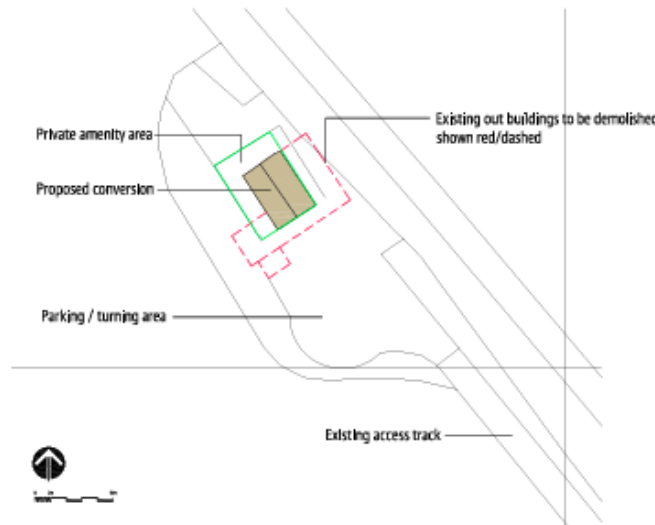 Private amenity area
Existing out buildings to be demolished
shown red/dashed
Proposed conversion
Parking / turning area
Existing access track